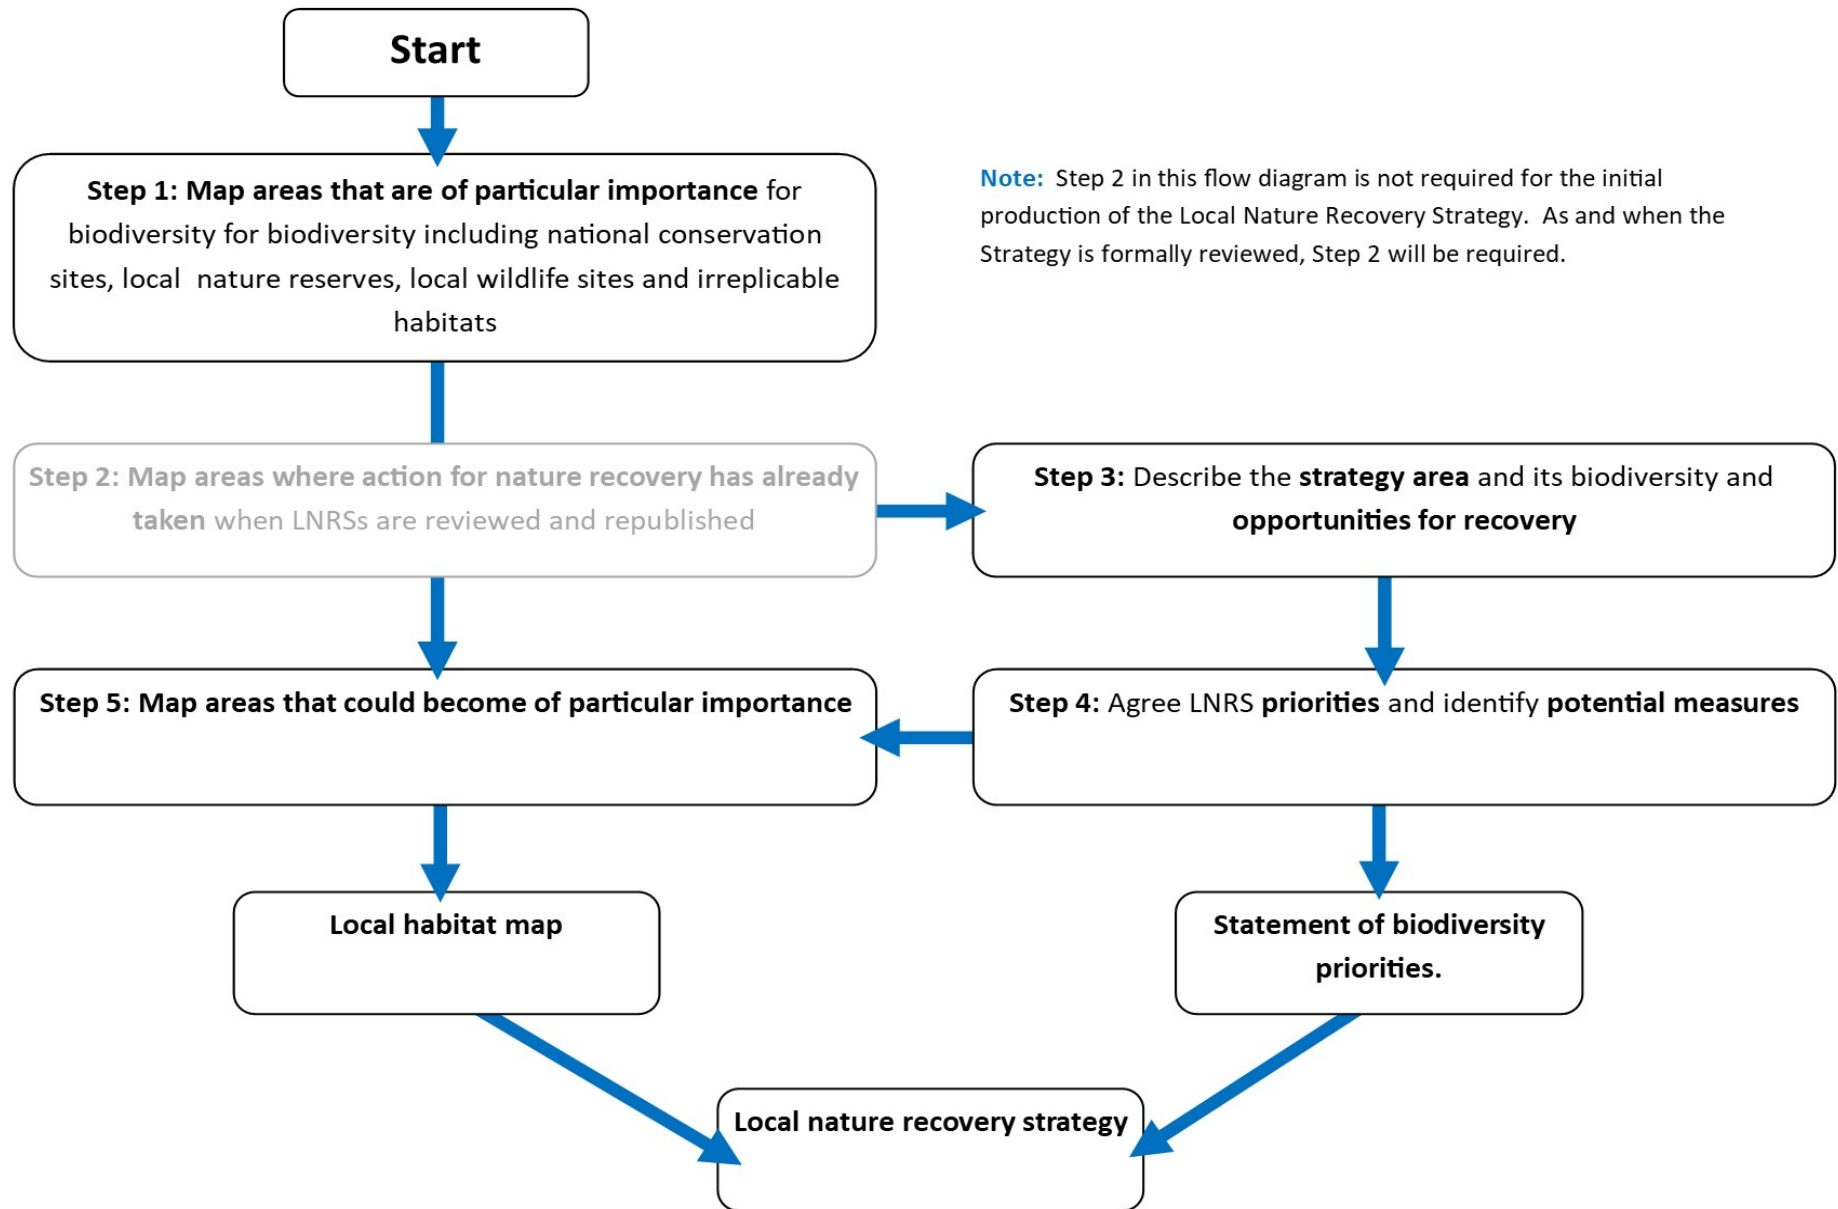 Start
Step 1: Map areas that are of particular importance for
biodiversity for biodiversity including national conservation
sites, local nature reserves, local wildlife sites and irreplicable
habitats
Note: Step 2 in this flow diagram is not required for the initial
production of the Local Nature Recovery Strategy. As and when the
Strategy is formally reviewed, Step 2 will be required.
Step 2: Map areas where action for nature recovery has already
taken when LNRSs are reviewed and republished
Step 3: Describe the strategy area and its biodiversity and
opportunities for recovery
Step 5: Map areas that could become of particular importance
Step 4: Agree LNRS priorities and identify potential measures
Local habitat map
Statement of biodiversity
priorities.
Local nature recovery strategy